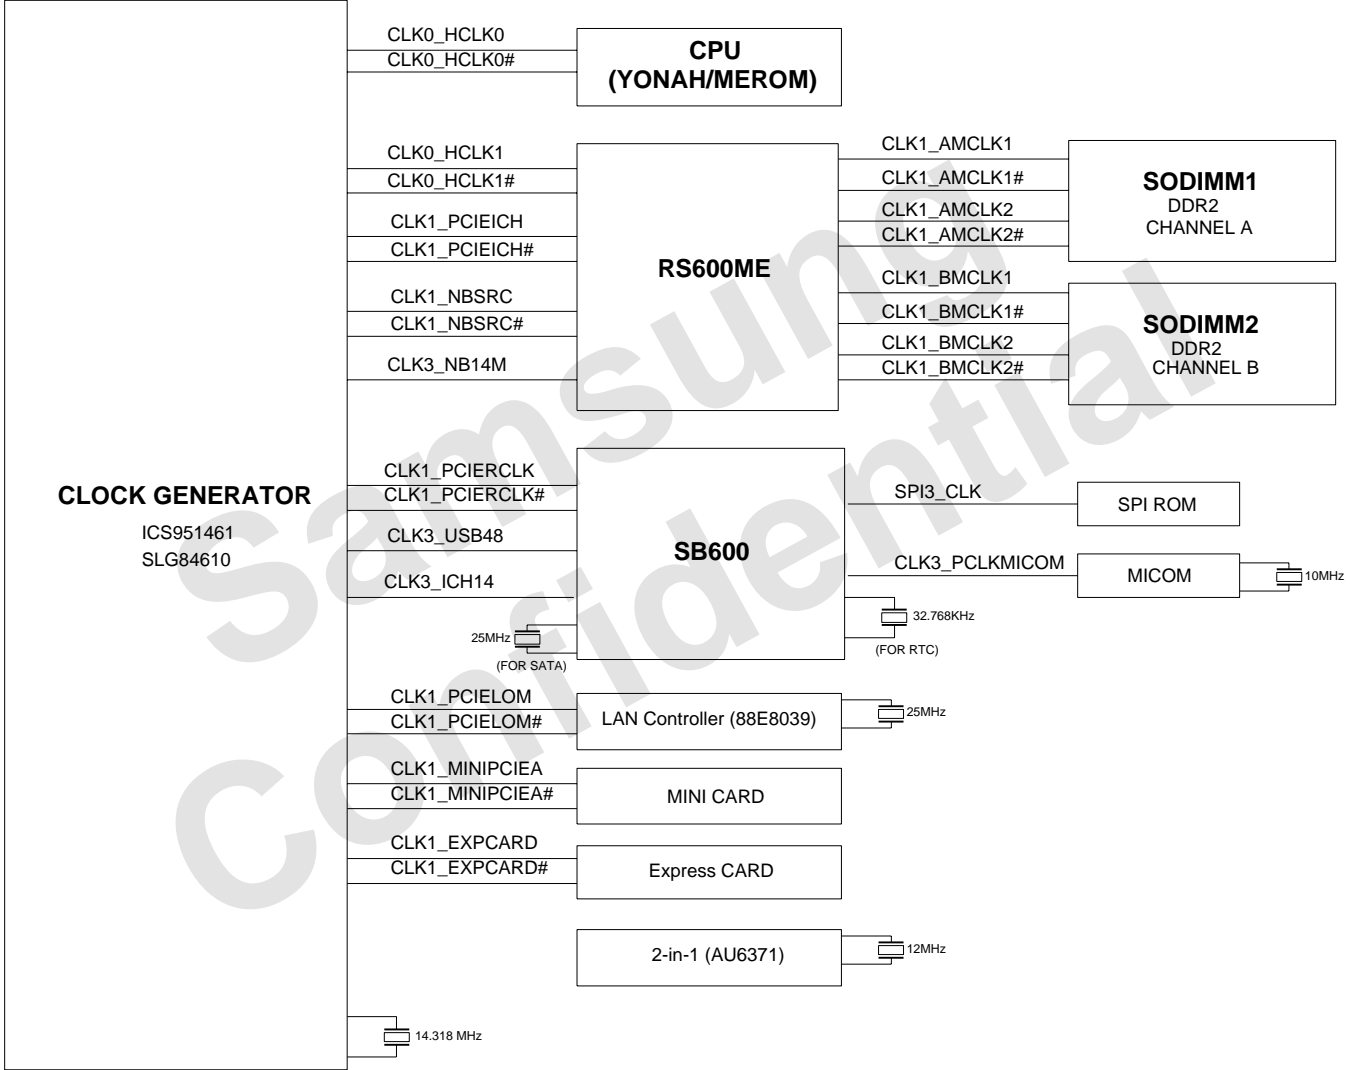 CLK0_HCLK0
CLK0_HCLK0#
CPU
(YONAH/MEROM)
CLK0_HCLK1
CLK0_HCLK1#
CLK1_PCIEICH
CLK1_PCIEICH#
CLK1_NBSRC
CLK1_NBSRC#
CLK3_NB14M
RS600ME
CLK1_AMCLK1
CLK1_AMCLK1#
CLK1_AMCLK2
CLK1_AMCLK2#
CLK1_BMCLK1
CLK1_BMCLK1#
CLK1_BMCLK2
CLK1_BMCLK2#
SODIMM1
DDR2
CHANNEL A
SODIMM2
DDR2
CHANNEL B
CLOCK GENERATOR
ICS951461
SLG84610
CLK1_PCIERCLK
CLK1_PCIERCLK#
CLK3_USB48
CLK3_ICH14
25MHz
(FOR SATA)
SB600
SPI3_CLK
SPI ROM
CLK3_PCLKMICOM
MICOM
10MHz
32.768KHz
(FOR RTC)
CLK1_PCIELOM
CLK1_PCIELOM#
LAN Controller (88E8039)
25MHz
CLK1_MINIPCIEA
CLK1_MINIPCIEA#
MINI CARD
CLK1_EXPCARD
CLK1_EXPCARD#
Express CARD
2-in-1 (AU6371)
12MHz
14.318 MHz
Samsung
Confidential